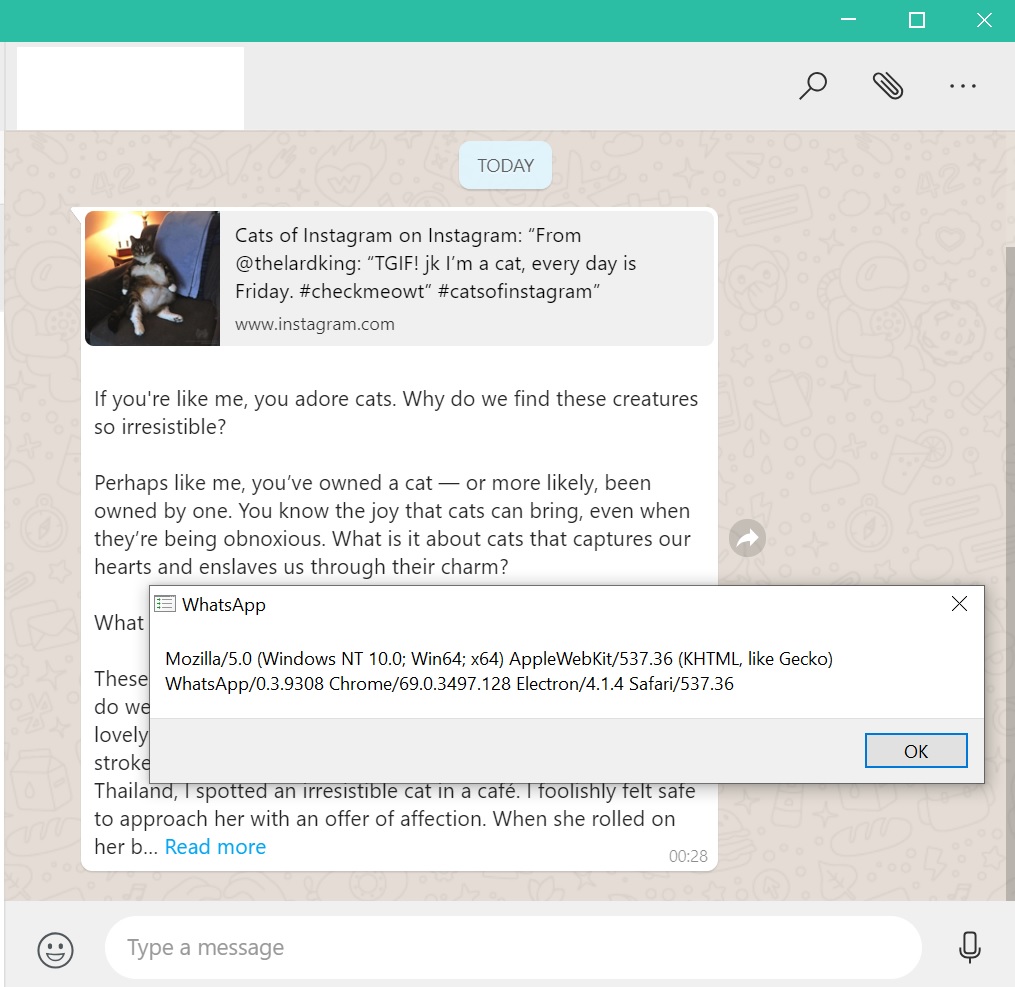 TODAY
Cats of Instagram on Instagram: “From
@thelardking: “TGIF! jk I’m a cat, every day is
Friday. #checkmeowt“ #catsofinstagram”
www.instagram.com
If you're like me, you adore cats. Why do we find these creatures
so irresistible?
Perhaps like me, you’ve owned a cat — or more likely, been
owned by one. You know the joy that cats can bring, even when
they’re being obnoxious. What is it about cats that captures our
hearts and enslaves us through their charm?
What
WhatsApp
Mozilla/5.0 (Windows NT 10.0; Win64; x64) AppleWebKit/537.36 (KHTML, like Gecko)
WhatsApp/0.3.9308 Chrome/69.0.3497.128 Electron/4.1.4 Safari/537.36
OK
These
do we
lovely
stroke
Thailand, I spotted an irresistible cat in a café. I foolishly felt safe
to approach her with an offer of affection. When she rolled on
her b... Read more
00:28
Type a message